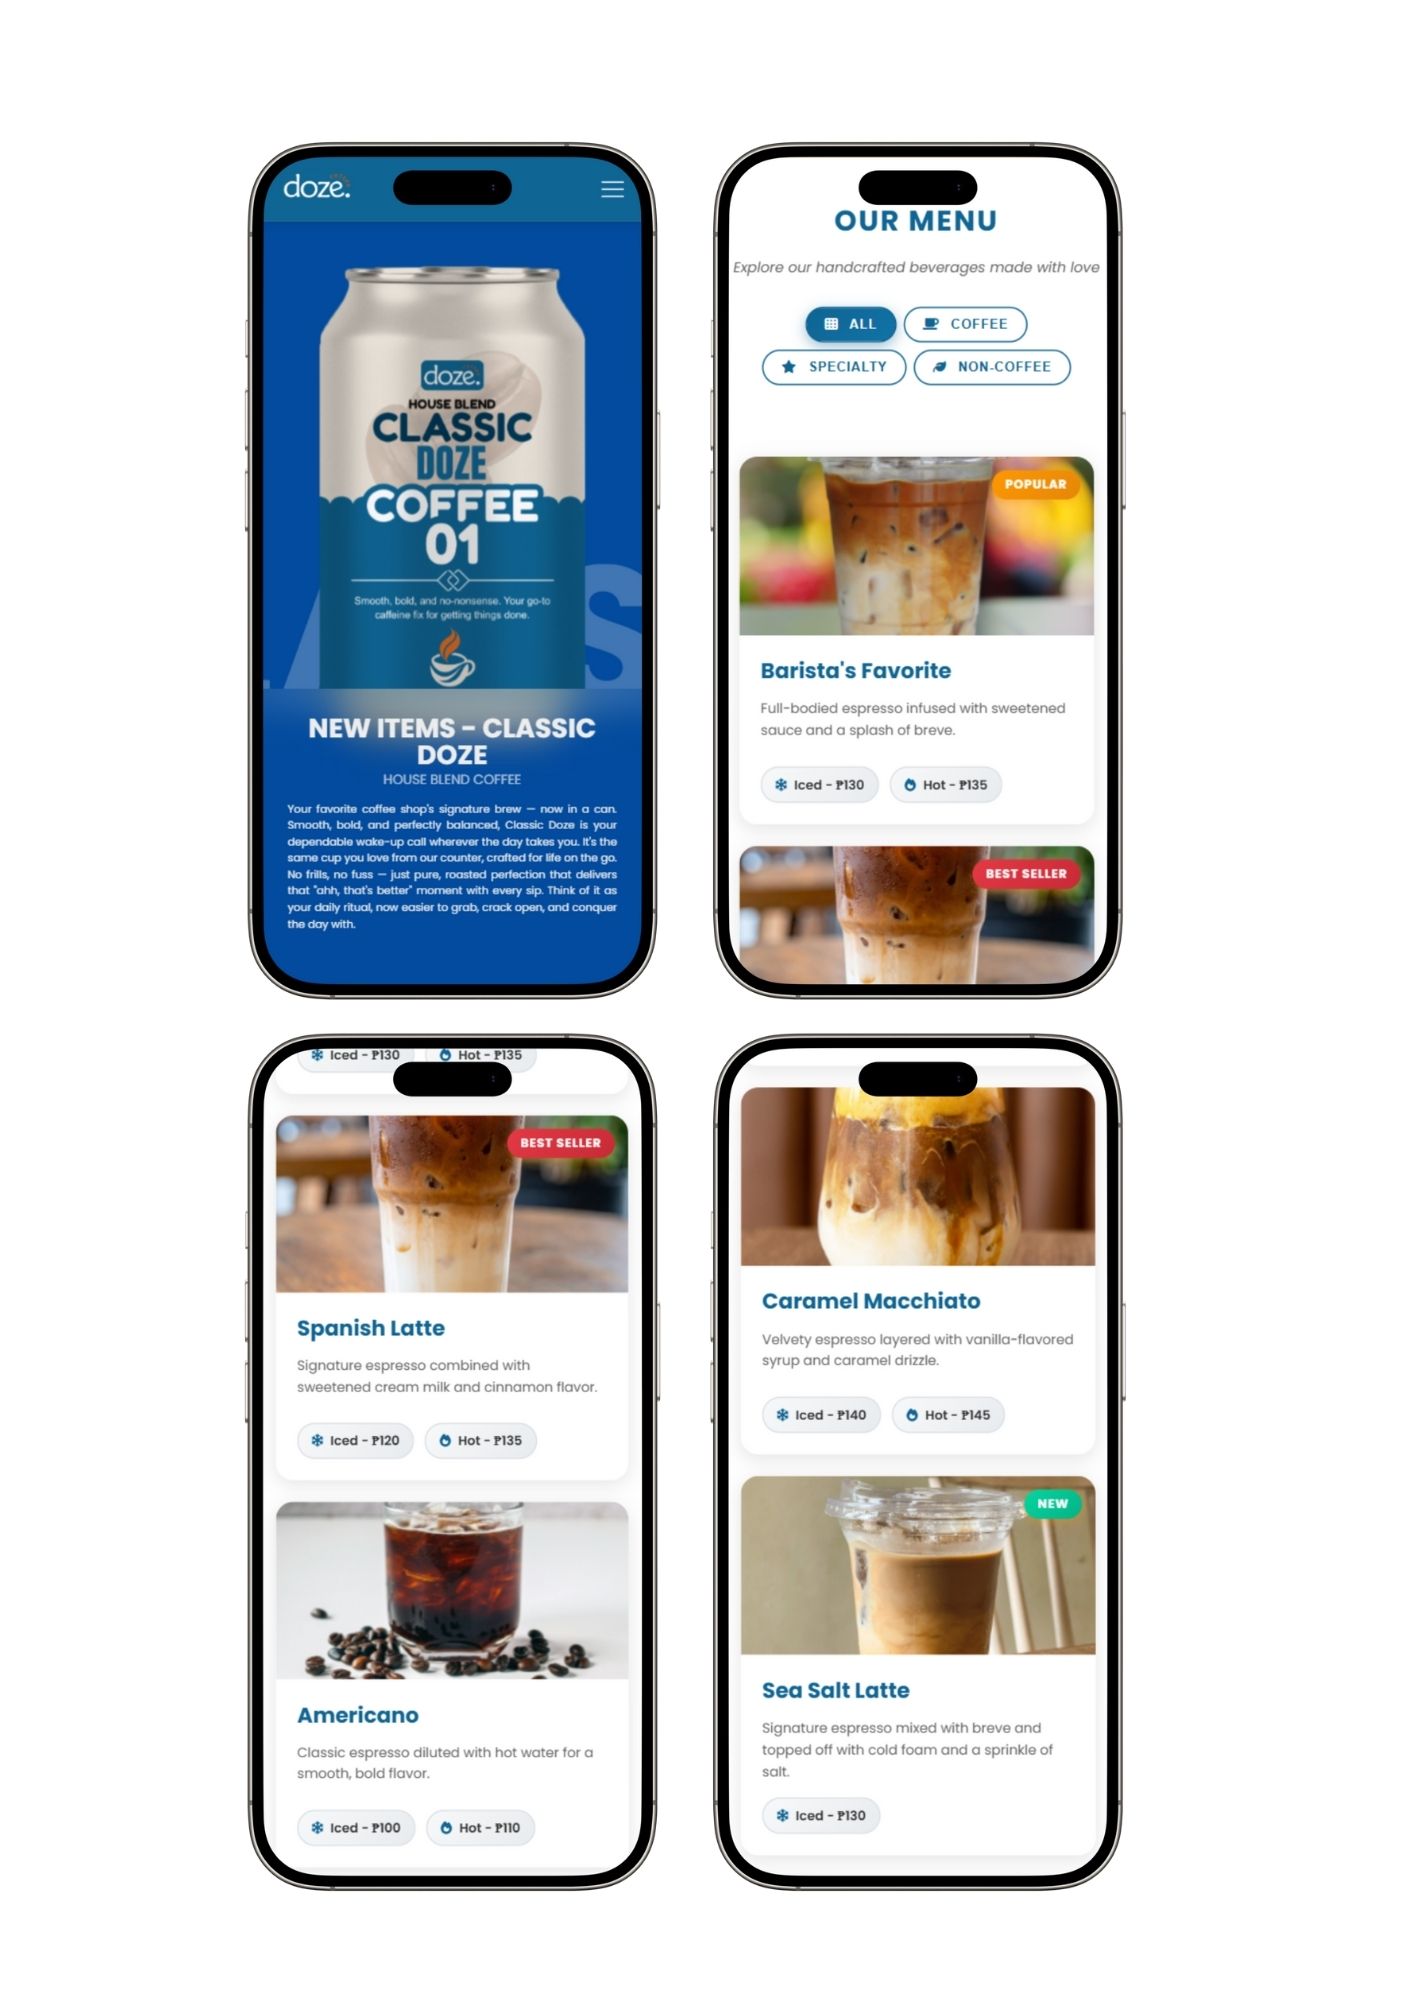 doze.
doze.
HOUSE BLEND
CLASSIC
DOZE
COFFEE
01
Smooth, bold, and no-nonsense. Your go-to
caffeine fix for getting things done.
NEW ITEMS - CLASSIC
DOZE
HOUSE BLEND COFFEE
Your favorite coffee shop's signature brew — now in a can.
Smooth, bold, and perfectly balanced, Classic Doze is your
dependable wake-up call wherever the day takes you. It's the
same cup you love from our counter, crafted for life on the go.
No frills, no fuss — just pure, roasted perfection that delivers
that "ahh, that's better" moment with every sip. Think of it as
your daily ritual, now easier to grab, crack open, and conquer
the day with.
OUR MENU
Explore our handcrafted beverages made with love
ALL
COFFEE
SPECIALTY
NON-COFFEE
POPULAR
Barista's Favorite
Full-bodied espresso infused with sweetened
sauce and a splash of breve.
Iced - ₱130
Hot - ₱135
BEST SELLER
Iced - ₱130
Hot - ₱135
BEST SELLER
Spanish Latte
Signature espresso combined with
sweetened cream milk and cinnamon flavor.
Iced - ₱120
Hot - ₱135
Americano
Classic espresso diluted with hot water for a
smooth, bold flavor.
Iced - ₱100
Hot - ₱110
Caramel Macchiato
Velvety espresso layered with vanilla-flavored
syrup and caramel drizzle.
Iced - ₱140
Hot - ₱145
NEW
Sea Salt Latte
Signature espresso mixed with breve and
topped off with cold foam and a sprinkle of
salt.
Iced - ₱130